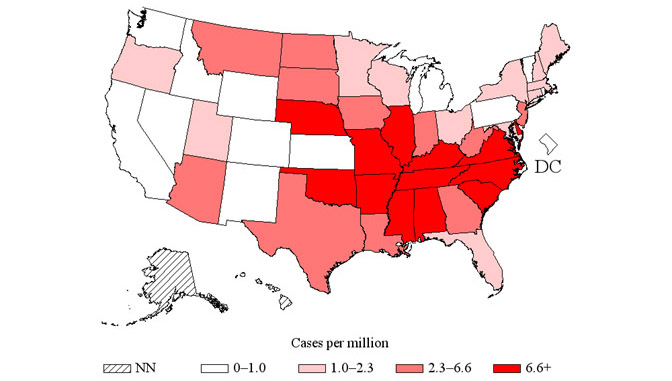 DC
Cases per million
NN 0–1.0 1.0–2.3 2.3–6.6 6.6+